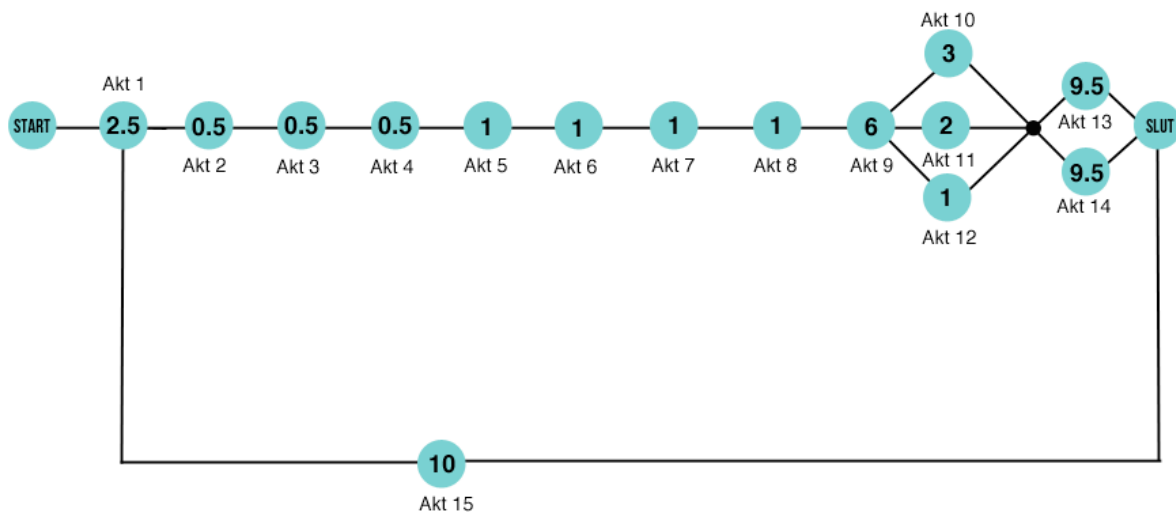 Akt 10
3
Akt 1
9.5
START
2.5
0.5
0.5
0.5
1
1
1
1
6
2
Akt 13
SLUT
Akt 2
Akt 3
Akt 4
Akt 5
Akt 6
Akt 7
Akt 8
Akt 9
Akt 11
9.5
1
Akt 14
Akt 12
10
Akt 15